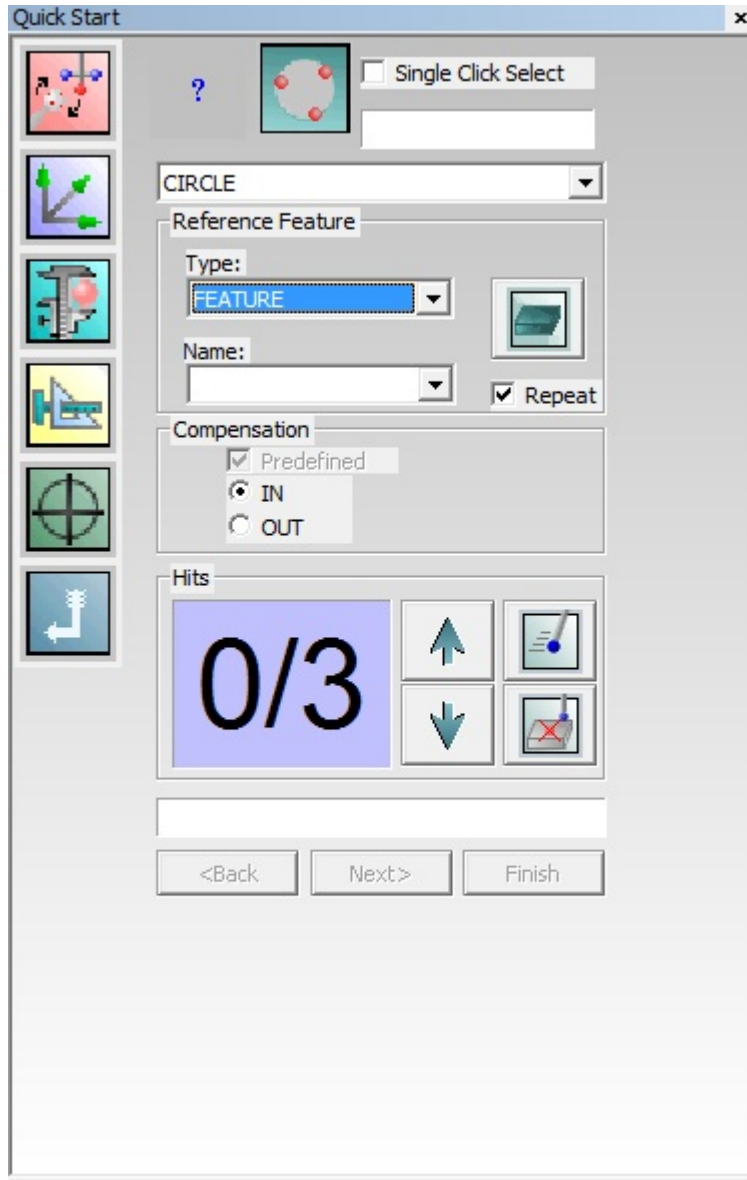 Quick Start
?
Single Click Select
CIRCLE
Reference Feature
Type:
FEATURE
Name:
Repeat
Compensation
Predefined
IN
OUT
Hits
0/3
<Back Next> Finish